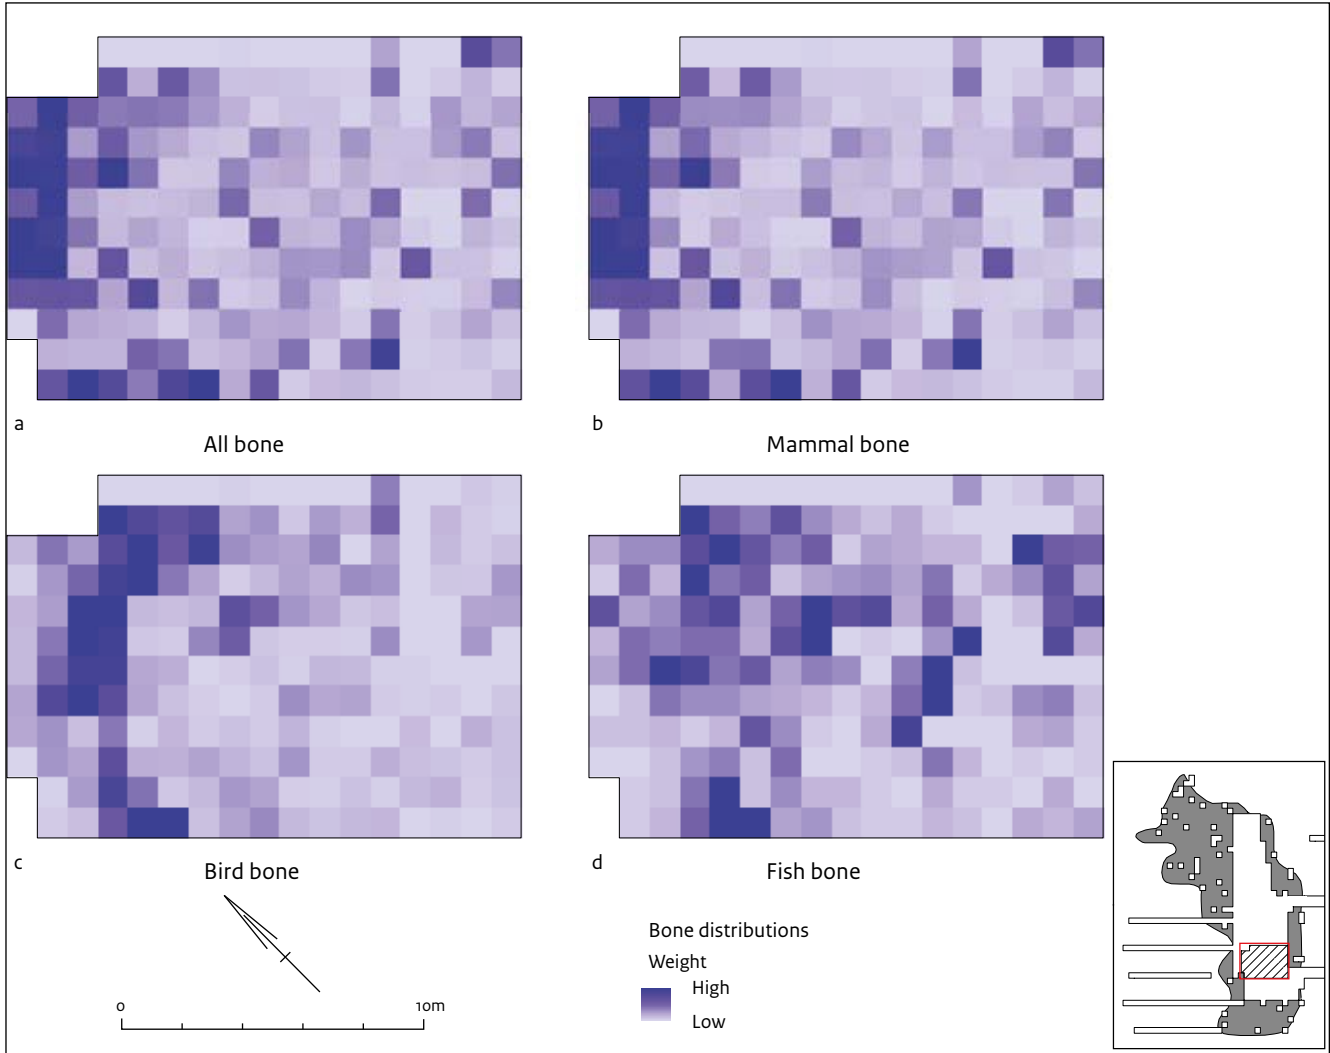 a
All bone
b
Mammal bone
c
Bird bone
d
Fish bone
Bone distributions
Weight
High
Low
0
10m